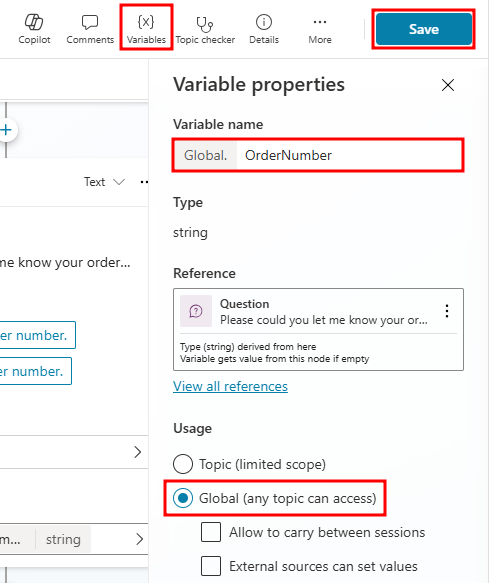 {x}
Copilot
Comments
Variables
Topic checker
Details
More
Save
Variable properties
Variable name
Global. OrderNumber
Type
string
Reference
Question
Please could you let me know your or...
Type (string) derived from here
Variable gets value from this node if empty
View all references
Usage
Topic (limited scope)
Global (any topic can access)
Allow to carry between sessions
External sources can set values
Text
me know your order...
er number.
er number.
m... string